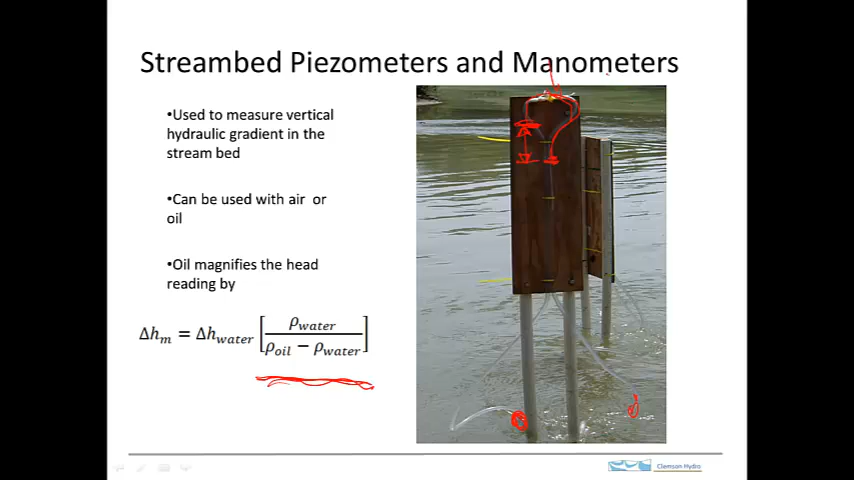 Streambed Piezometers and Manometers
•Used to measure vertical
hydraulic gradient in the
stream bed
•Can be used with air or
oil
•Oil magnifies the head
reading by
Δh_m = Δh_water [ρ_water / (ρ_oil − ρ_water)]
Clemson Hydro